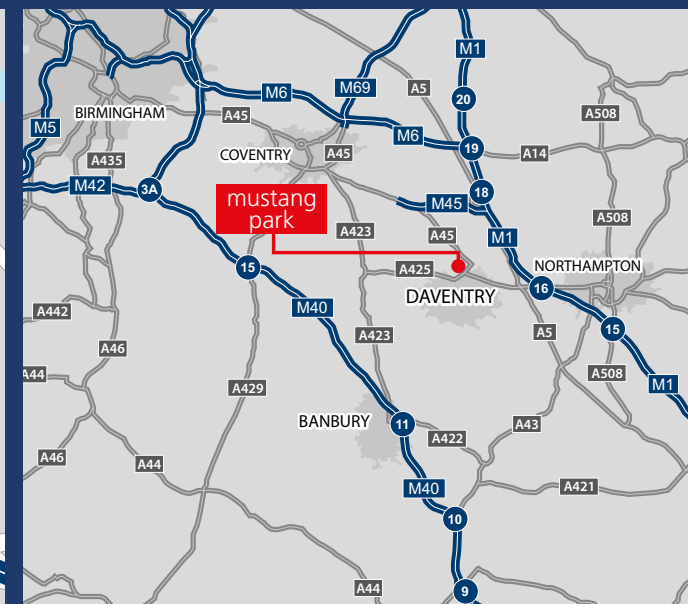 M1
M69
A5
M6
20
A508
BIRMINGHAM
A45
M5
M6
19
A14
COVENTRY
A45
A435
M42
3A
18
mustang
park
M45
A508
A423
A45
M1
15
A425
NORTHAMPTON
DAVENTRY
16
M40
A442
A5
15
A423
A46
A44
A508
M1
A429
BANBURY
11
A43
A422
A46
A44
M40
A421
10
A44
9